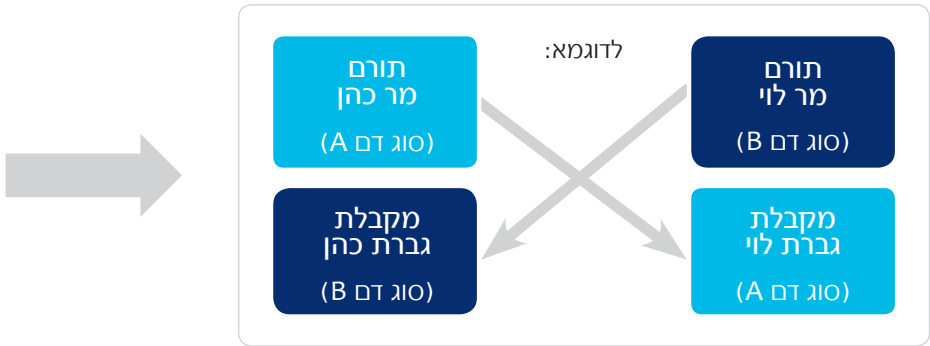 לדוגמא:
תורם
מר לוי
(סוג דם B)
תורם
מר כהן
(סוג דם A)
מקבלת
גברת לוי
(סוג דם A)
מקבלת
גברת כהן
(סוג דם B)